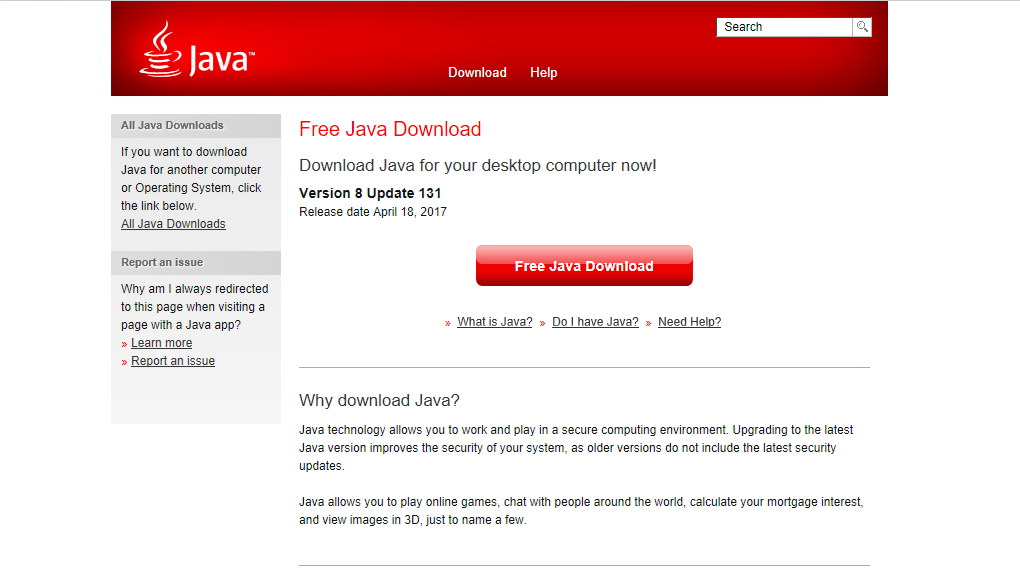 Java™
Search
Download Help
All Java Downloads
If you want to download
Java for another computer
or Operating System, click
the link below.
All Java Downloads
Report an issue
Why am I always redirected
to this page when visiting a
page with a Java app?
» Learn more
» Report an issue
Free Java Download
Download Java for your desktop computer now!
Version 8 Update 131
Release date April 18, 2017
Free Java Download
» What is Java? » Do I have Java? » Need Help?
Why download Java?
Java technology allows you to work and play in a secure computing environment. Upgrading to the latest
Java version improves the security of your system, as older versions do not include the latest security
updates.
Java allows you to play online games, chat with people around the world, calculate your mortgage interest,
and view images in 3D, just to name a few.